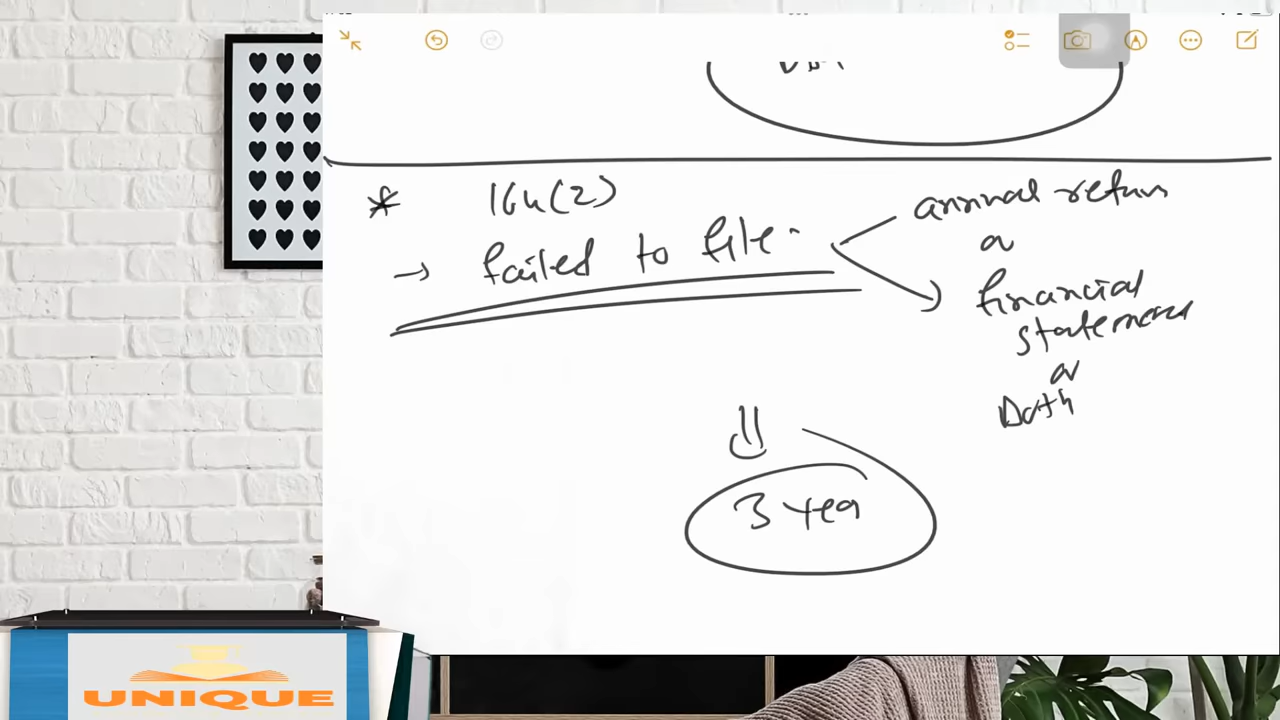 * 164(2)
→ failed to file.
annual return
or
financial
statement
or
Both
3 Year
UNIQUE